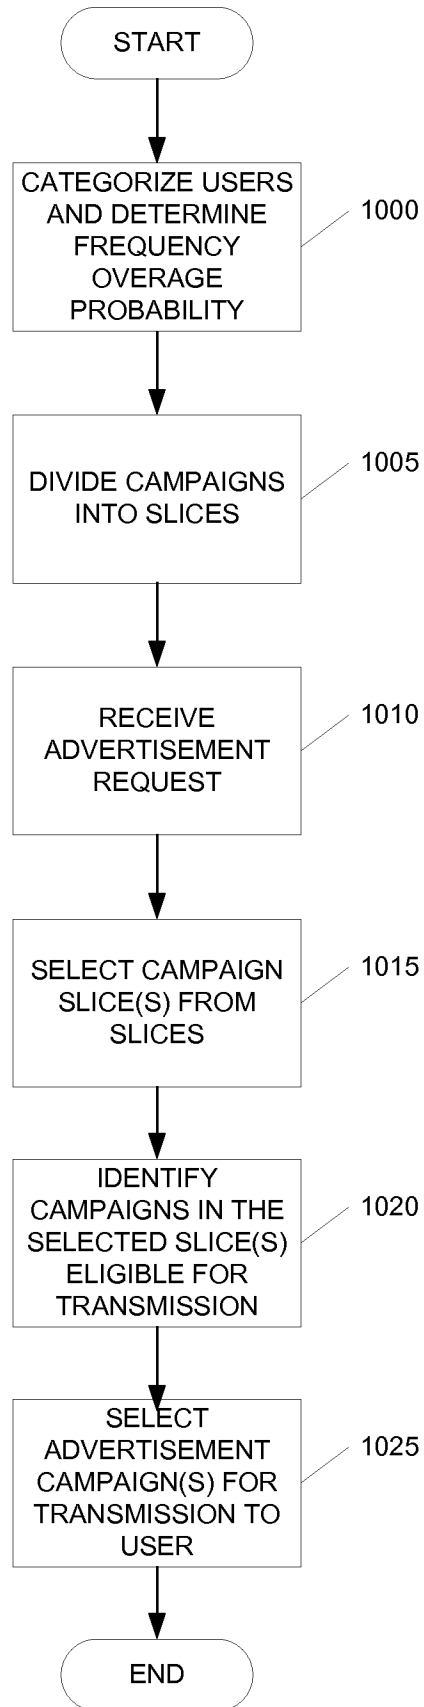 START
CATEGORIZE USERS
AND DETERMINE
FREQUENCY
OVERAGE
PROBABILITY
1000
DIVIDE CAMPAIGNS
INTO SLICES
1005
RECEIVE
ADVERTISEMENT
REQUEST
1010
SELECT CAMPAIGN
SLICE(S) FROM
SLICES
1015
IDENTIFY
CAMPAIGNS IN THE
SELECTED SLICE(S)
ELIGIBLE FOR
TRANSMISSION
1020
SELECT
ADVERTISEMENT
CAMPAIGN(S) FOR
TRANSMISSION TO
USER
1025
END